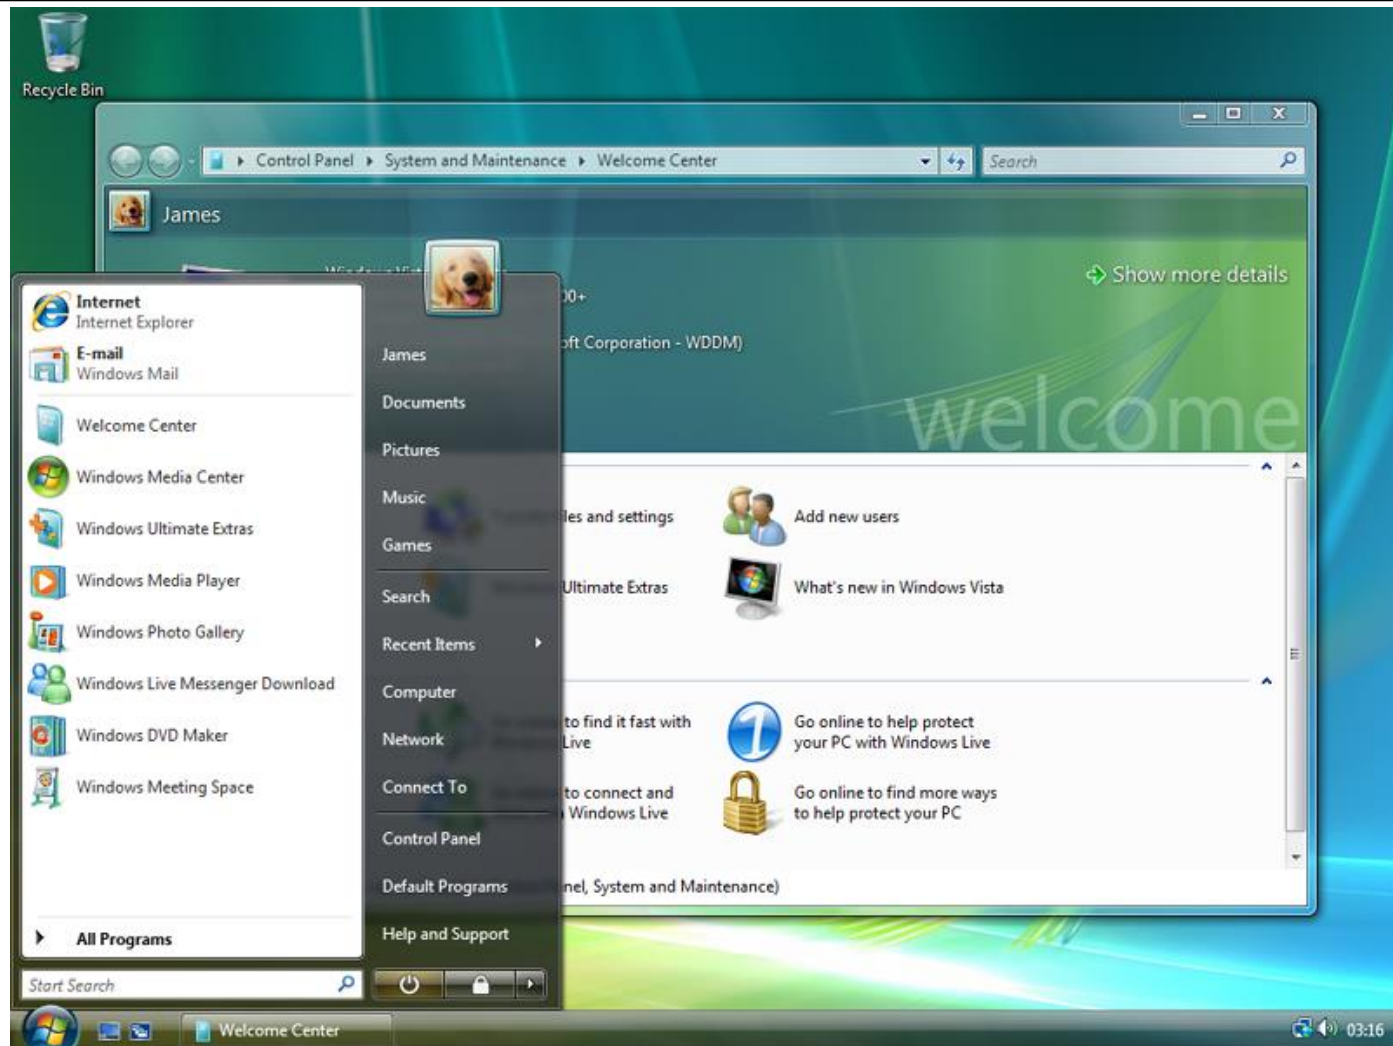 Recycle Bin
Control Panel
System and Maintenance
Welcome Center
Search
James
Show more details
00+
oft Corporation - WDDM)
welcome
les and settings
Add new users
Ultimate Extras
What's new in Windows Vista
to find it fast with
Live
Go online to help protect
your PC with Windows Live
to connect and
Windows Live
Go online to find more ways
to help protect your PC
nel, System and Maintenance)
Internet
Internet Explorer
E-mail
Windows Mail
Welcome Center
Windows Media Center
Windows Ultimate Extras
Windows Media Player
Windows Photo Gallery
Windows Live Messenger Download
Windows DVD Maker
Windows Meeting Space
All Programs
Start Search
James
Documents
Pictures
Music
Games
Search
Recent Items
Computer
Network
Connect To
Control Panel
Default Programs
Help and Support
Welcome Center
03:16